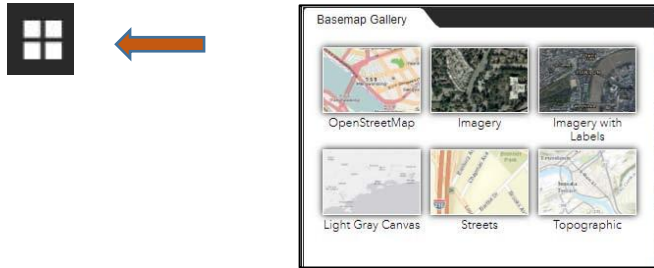 Basemap Gallery
OpenStreetMap
Imagery
Imagery with
Labels
Light Gray Canvas
Streets
Topographic